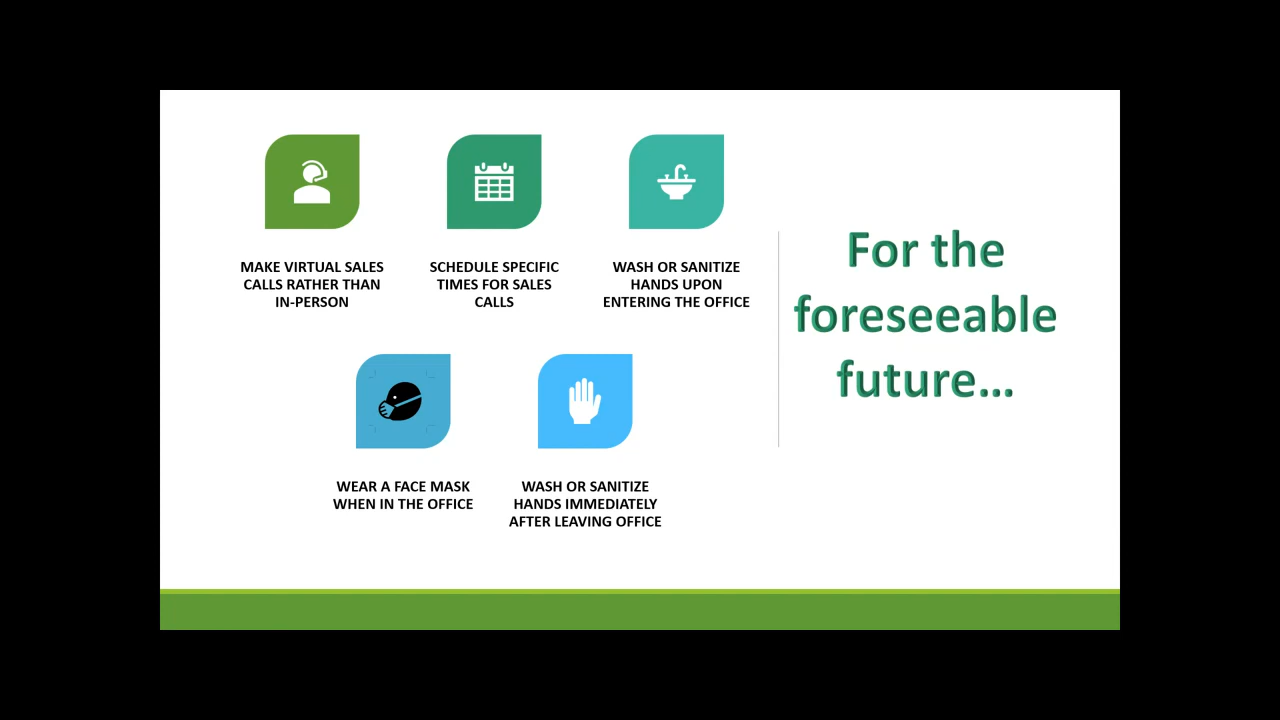 MAKE VIRTUAL SALES
CALLS RATHER THAN
IN-PERSON
SCHEDULE SPECIFIC
TIMES FOR SALES
CALLS
WASH OR SANITIZE
HANDS UPON
ENTERING THE OFFICE
WEAR A FACE MASK
WHEN IN THE OFFICE
WASH OR SANITIZE
HANDS IMMEDIATELY
AFTER LEAVING OFFICE
For the
foreseeable
future...